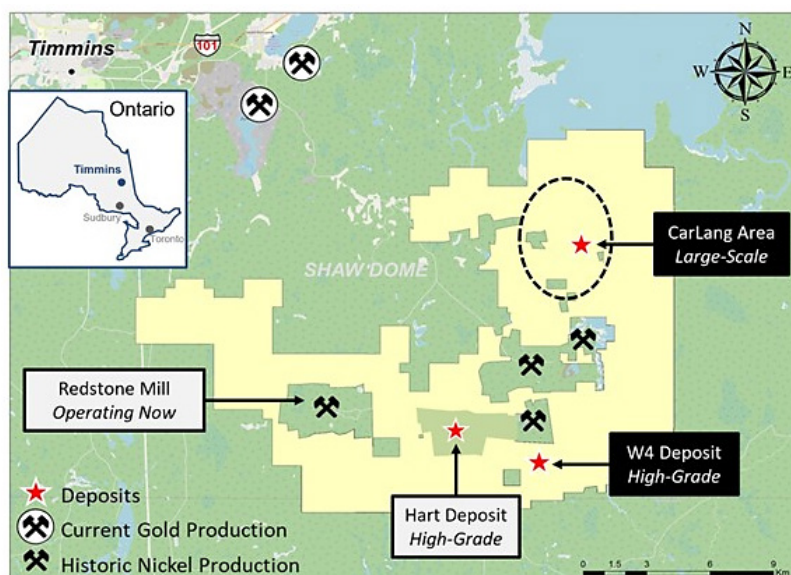 Timmins
101
N
W
E
S
Ontario
Timmins
Sudbury
Toronto
CarLang Area
Large-Scale
SHAW DOME
Redstone Mill
Operating Now
W4 Deposit
High-Grade
Hart Deposit
High-Grade
Deposits
Current Gold Production
Historic Nickel Production
0 1.5 3 6 9
Km